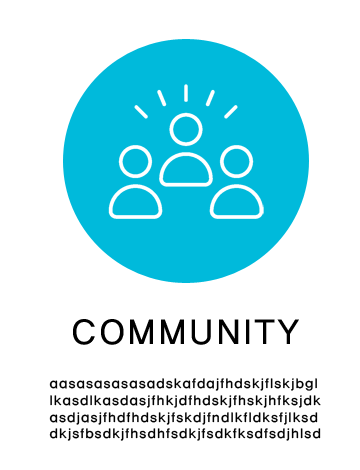 COMMUNITY
aasasasasasadskafdajfhdskjflskjbgl
lkasdlkasdasjfhkjdfhdskjfhskjhfksjdk
asdjasjfhdfhdskjfskdjfndlkfldksfjlksd
dkjsfbsdkjfhsdhfsdkjfsdkfksdfsdjhlsd